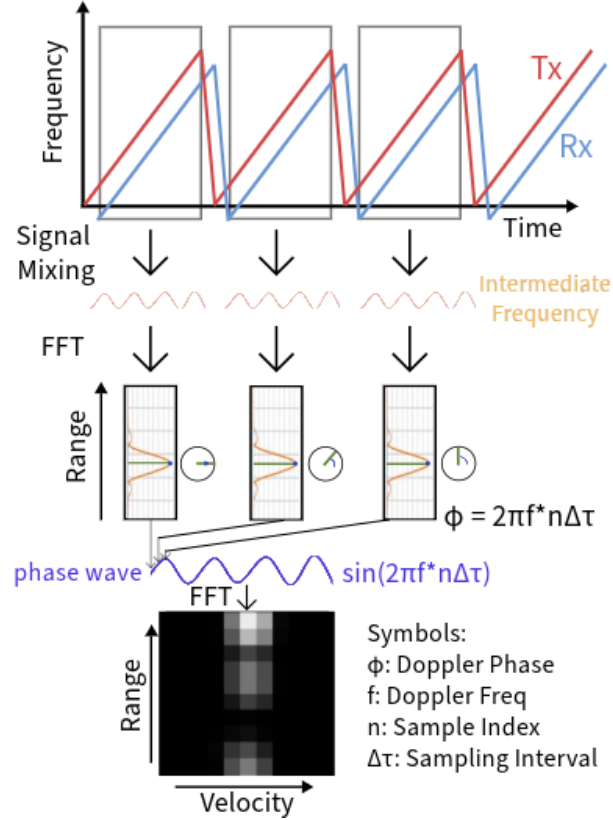 Frequency
Tx
Rx
Time
Signal
Mixing
Intermediate
Frequency
FFT
Range
ϕ = 2πf*nΔτ
phase wave
sin(2πf*nΔτ)
FFT
Range
Velocity
Symbols:
ϕ: Doppler Phase
f: Doppler Freq
n: Sample Index
Δτ: Sampling Interval